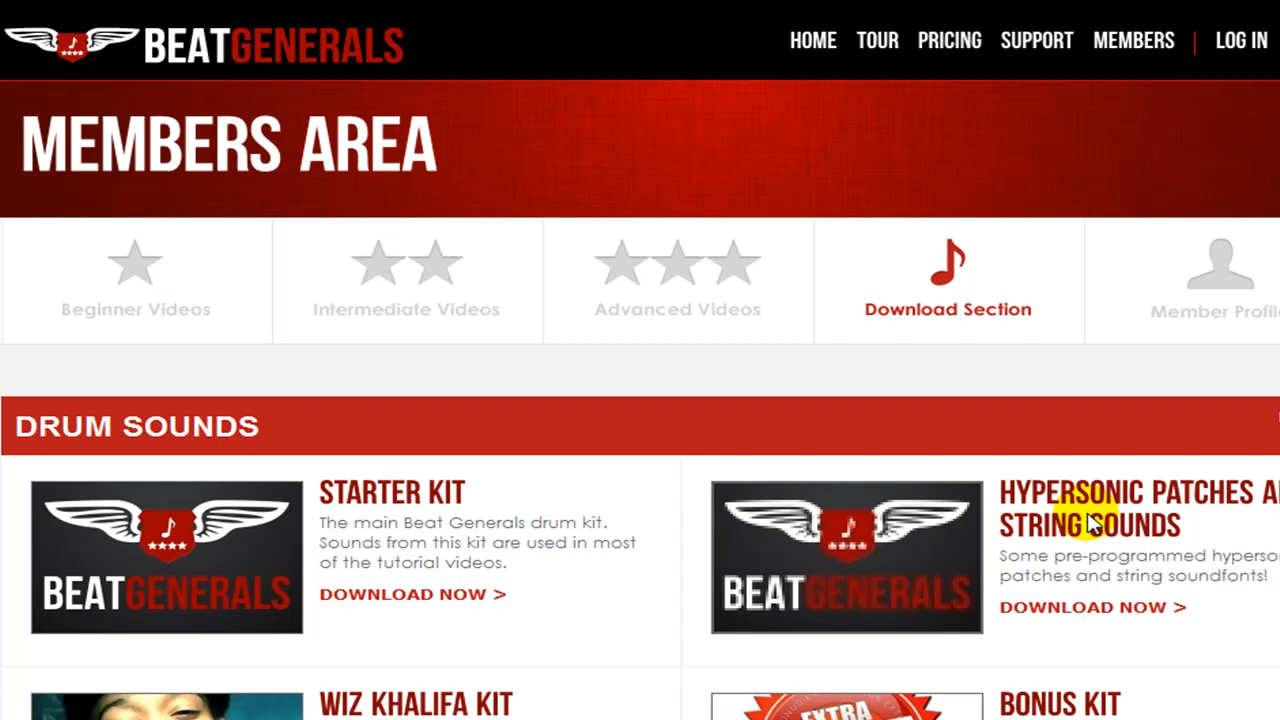 BEATGENERALS
HOME TOUR PRICING SUPPORT MEMBERS | LOG IN
MEMBERS AREA
Beginner Videos
Intermediate Videos
Advanced Videos
Download Section
Member Profil
DRUM SOUNDS
BEATGENERALS
STARTER KIT
The main Beat Generals drum kit.
Sounds from this kit are used in most
of the tutorial videos.
DOWNLOAD NOW >
BEATGENERALS
HYPERSONIC PATCHES A
STRING SOUNDS
Some pre-programmed hyperso
patches and string soundfonts!
DOWNLOAD NOW >
WIZ KHALIFA KIT
EXTRA
BONUS KIT